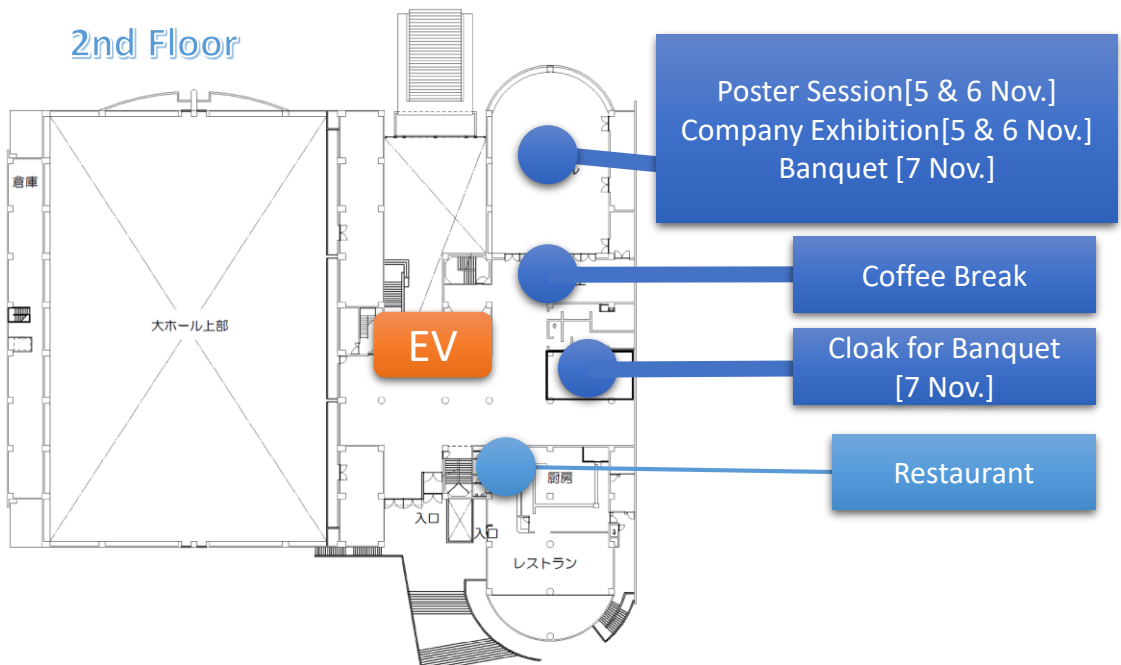 2nd Floor
Poster Session[5 & 6 Nov.]
Company Exhibition[5 & 6 Nov.]
Banquet [7 Nov.]
倉庫
Coffee Break
大ホール上部
EV
Cloak for Banquet
[7 Nov.]
Restaurant
厨房
入口
入口
レストラン